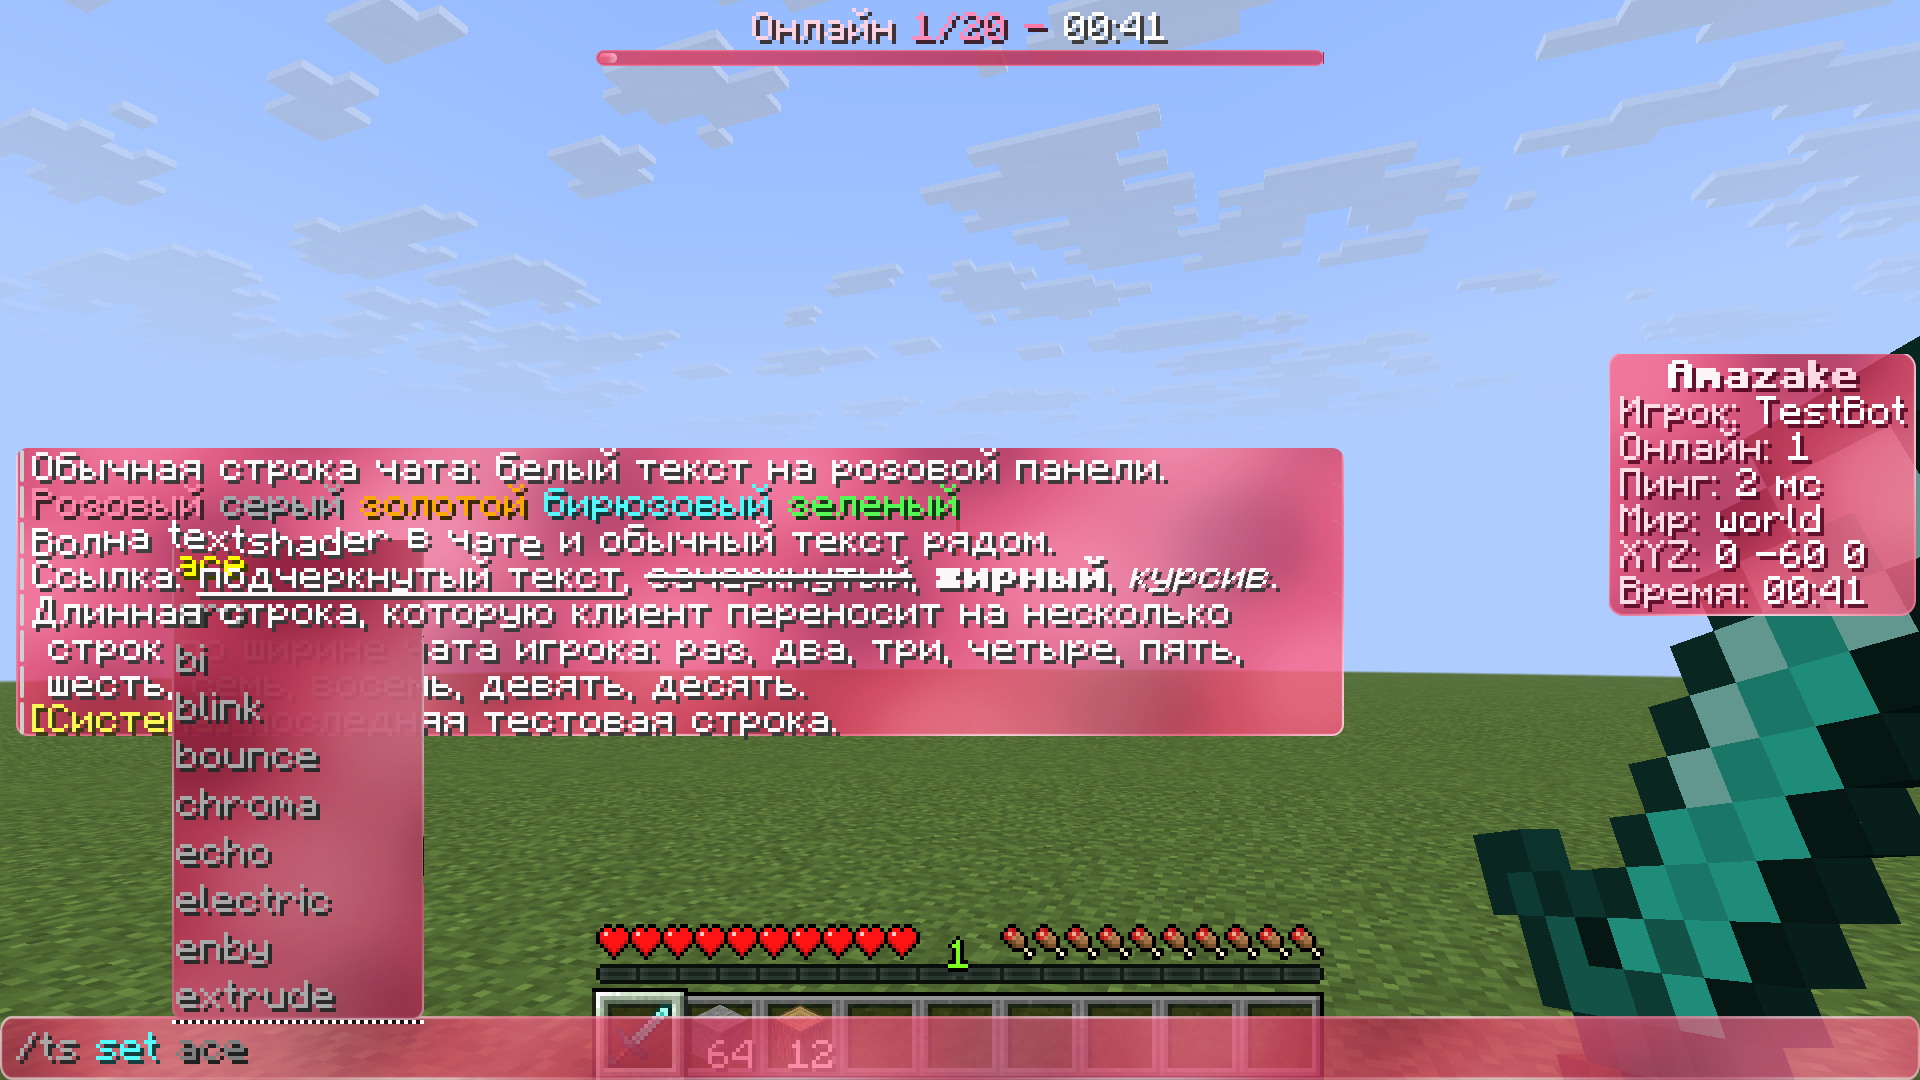 Онлайн 1/20 - 00:41
Amazake
Игрок: TestBot
Онлайн: 1
Пинг: 2 мс
Мир: world
XYZ: 0 -60 0
Время: 00:41
Обычная строка чата: белый текст на розовой панели.
Розовый серый золотой бирюзовый зеленый
Волна textshader в чате и обычный текст рядом.
Ссылка: подчеркнутый текст, зачеркнутый, жирный, курсив.
Длинная строка, которую клиент переносит на несколько
строк по ширине чата игрока: раз, два, три, четыре, пять,
шесть, семь, восемь, девять, десять.
[Систе последняя тестовая строка.
ace
bi
blink
bounce
chroma
echo
electric
enby
extrude
1
64
12
/ts set ace